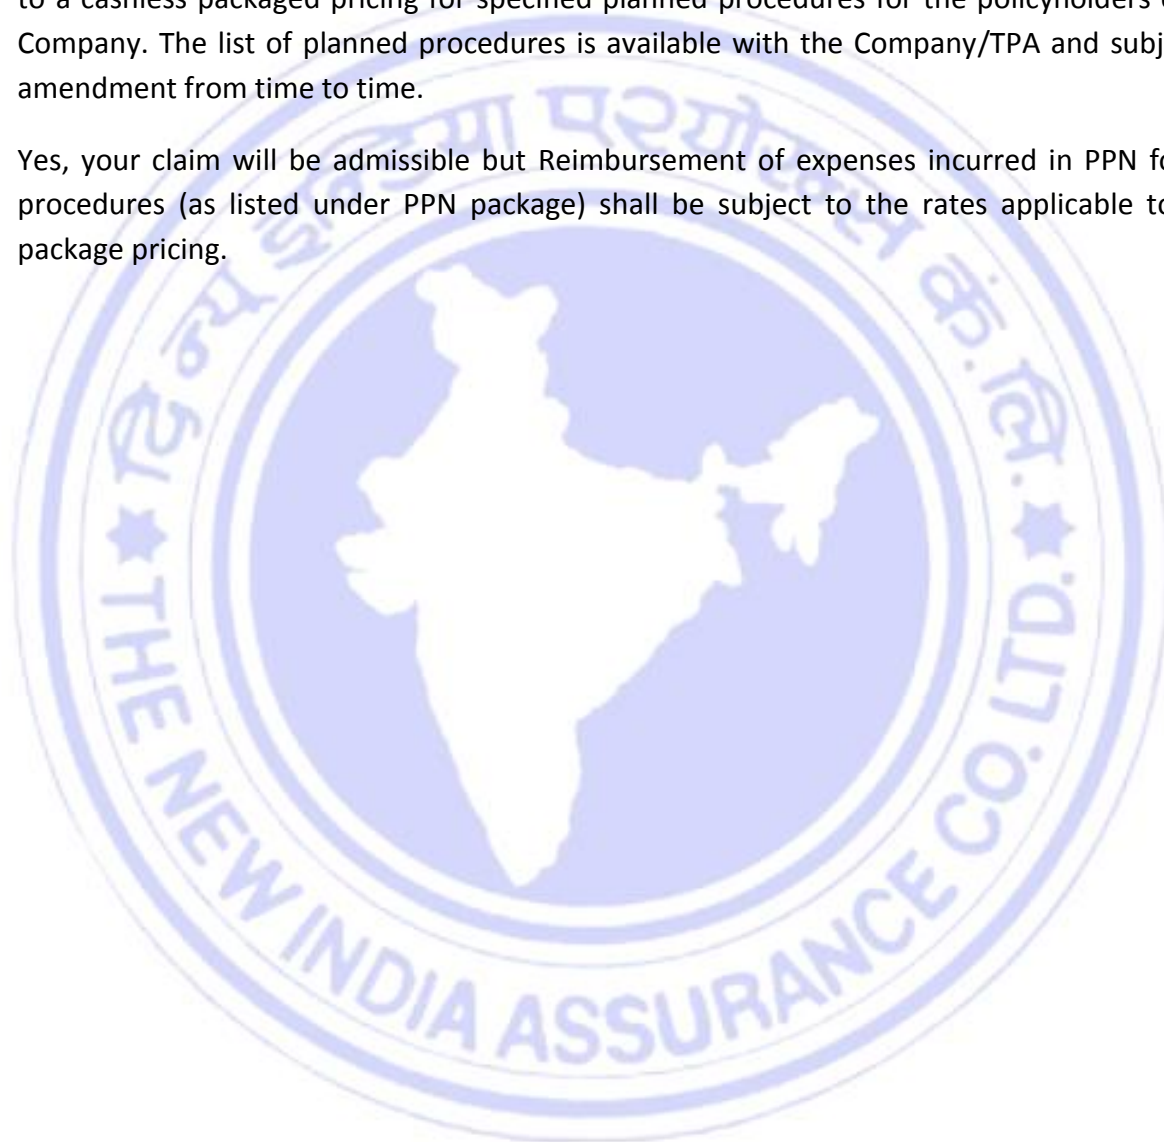 to a cashless packaged pricing for specified planned procedures for the policyholders
Company. The list of planned procedures is available with the Company/TPA and subj
amendment from time to time.
Yes, your claim will be admissible but Reimbursement of expenses incurred in PPN fo
procedures (as listed under PPN package) shall be subject to the rates applicable to
package pricing.
दि न्यू इन्डिया एश्योरन्स कं. लि.
THE NEW INDIA ASSURANCE CO. LTD.